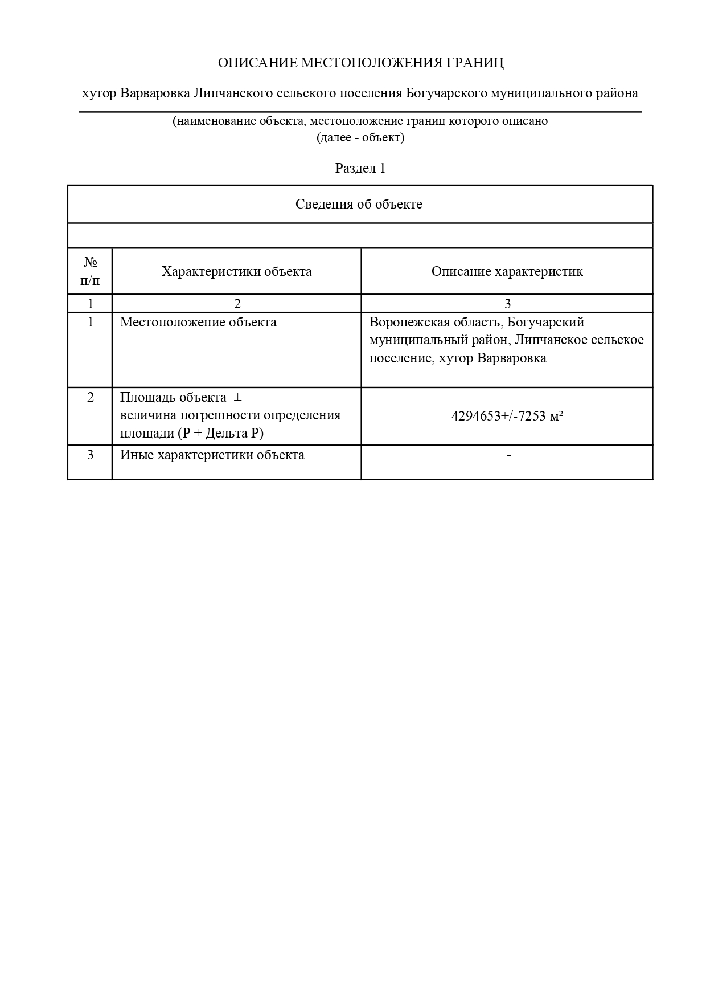 ОПИСАНИЕ МЕСТОПОЛОЖЕНИЯ ГРАНИЦ
хутор Варваровка Липчанского сельского поселения Богучарского муниципального района
(наименование объекта, местоположение границ которого описано
(далее - объект)
Раздел 1
Сведения об объекте
№ п/п
Характеристики объекта
Описание характеристик
1 2 3
1
Местоположение объекта
Воронежская область, Богучарский
муниципальный район, Липчанское сельское
поселение, хутор Варваровка
2
Площадь объекта ±
величина погрешности определения
площади (P ± Дельта P)
4294653+/-7253 м²
3
Иные характеристики объекта
-